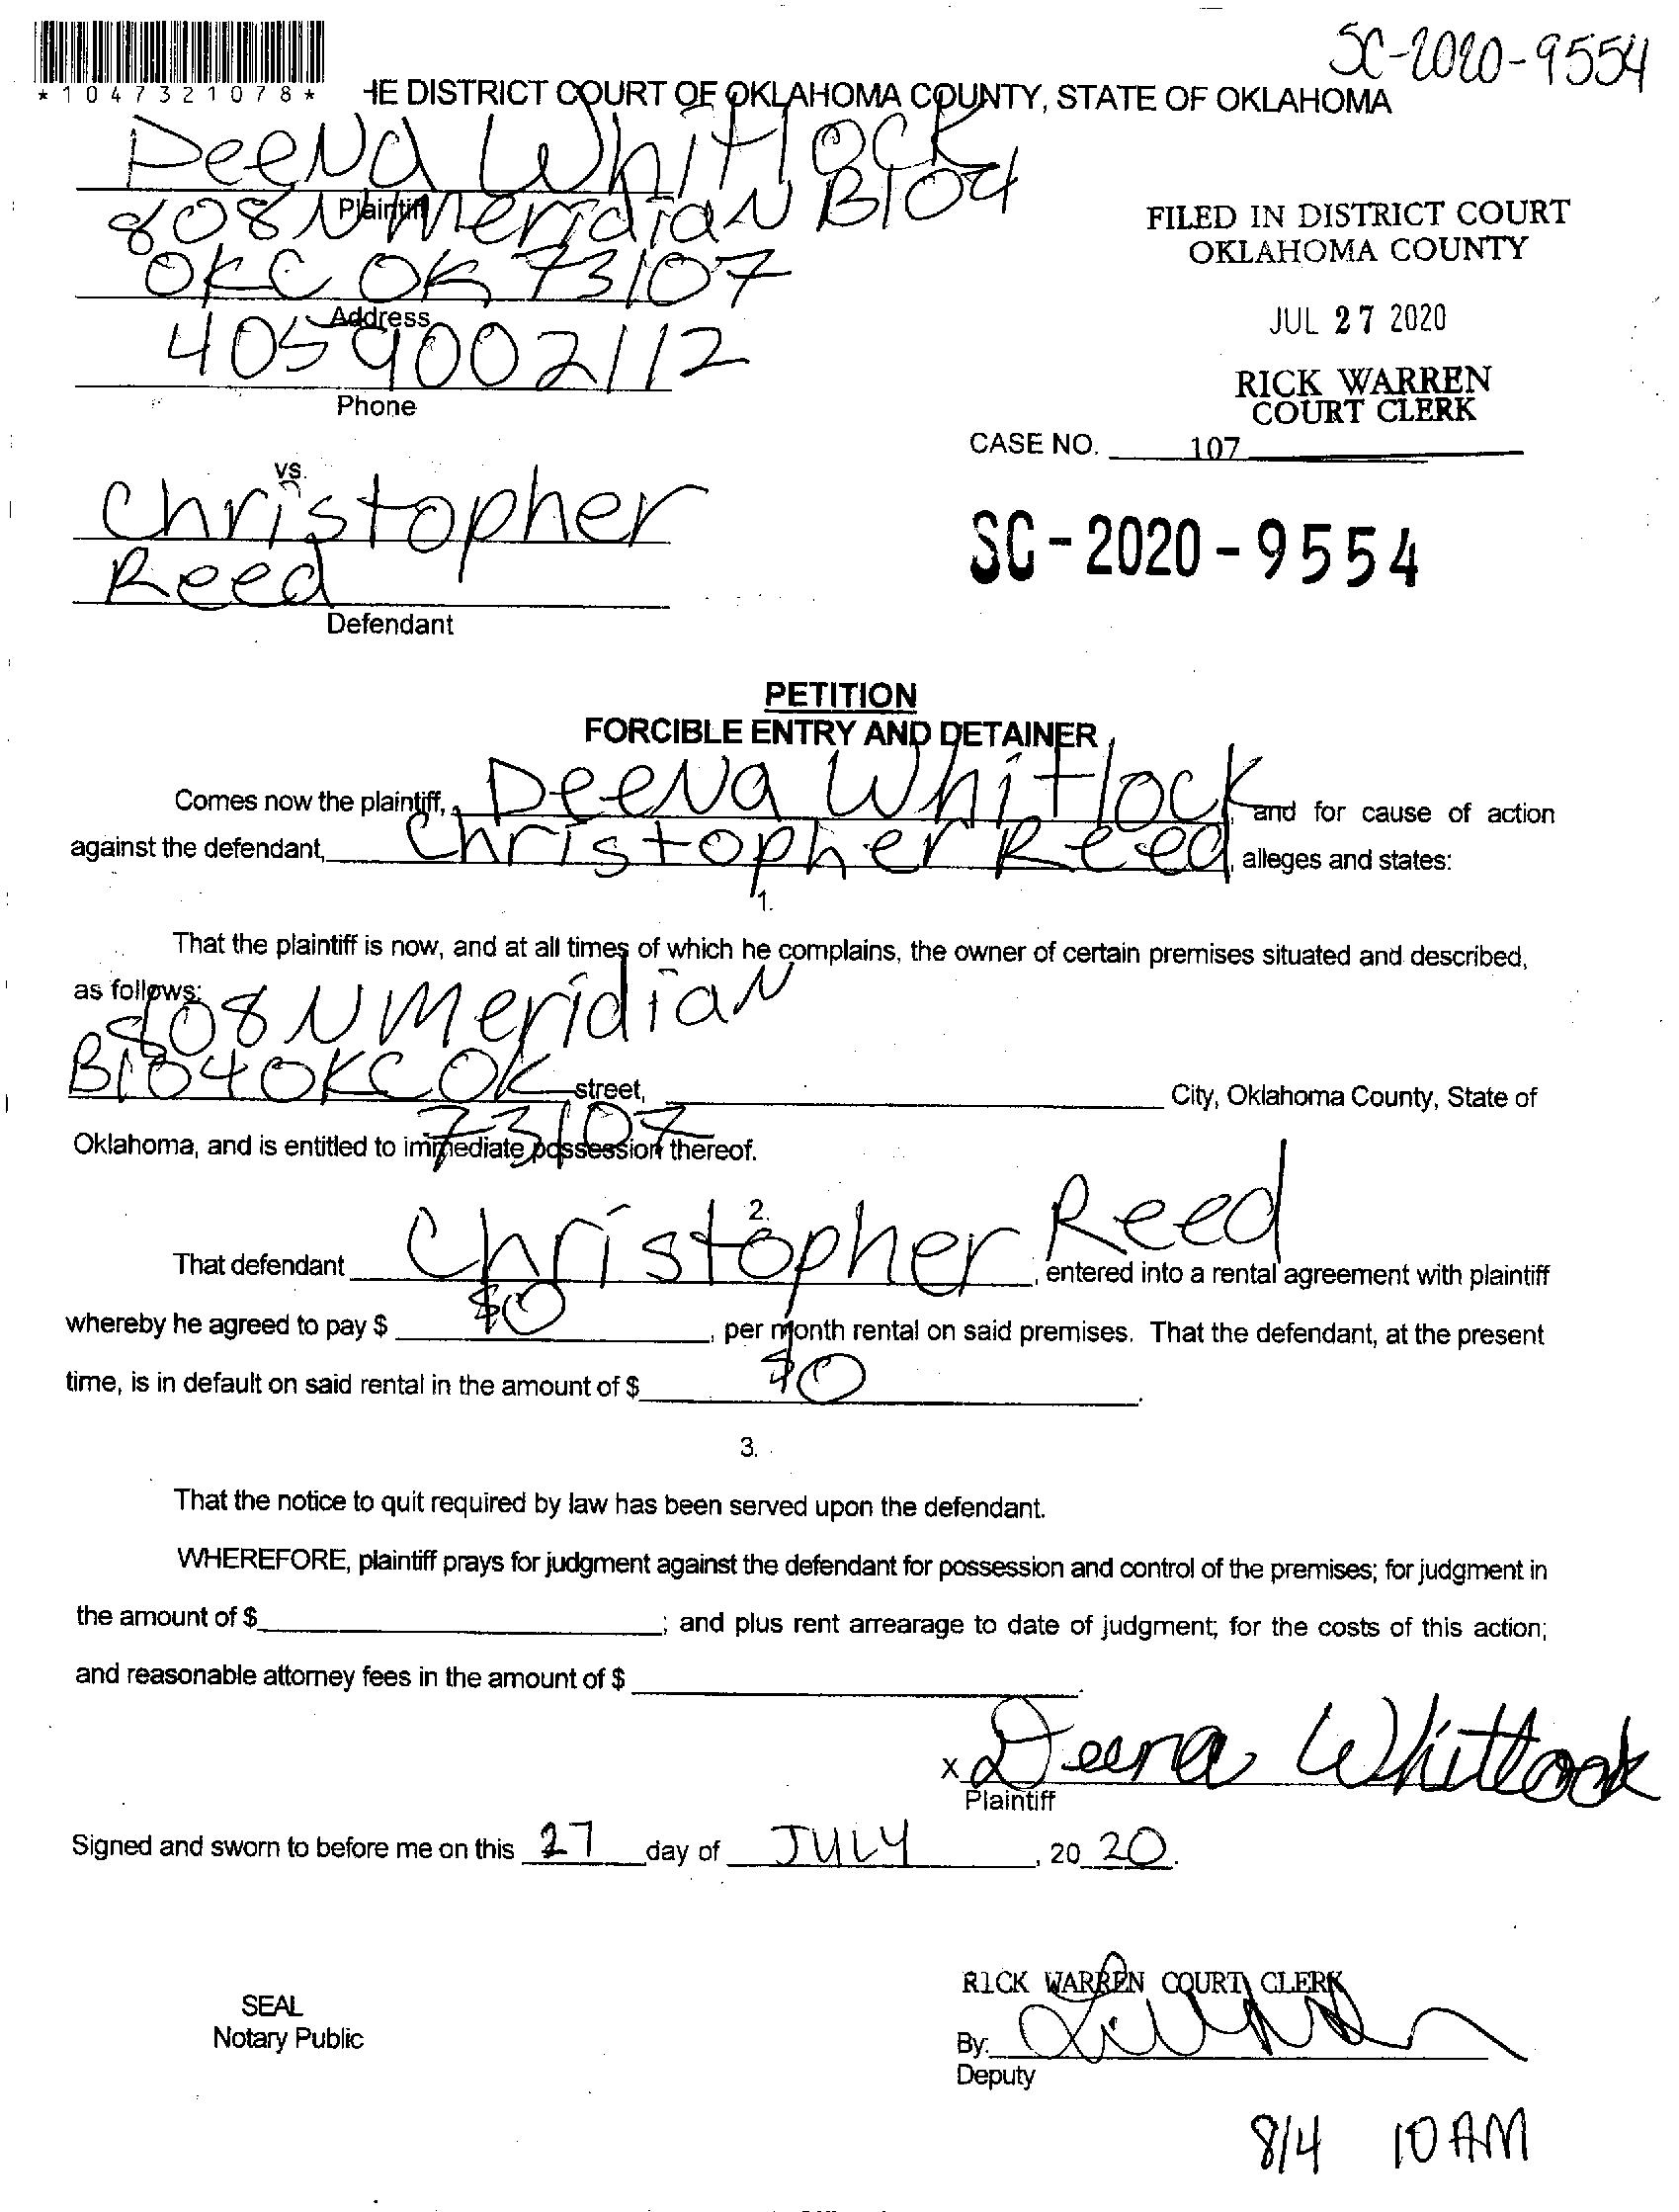 SC-2020-9554
*1047321078*
HE DISTRICT COURT OF OKLAHOMA COUNTY, STATE OF OKLAHOMA
DeeNa Whitlock
Plaintiff
808 N Meridian B104
OKC OK 73107
Address
4059002112
Phone
FILED IN DISTRICT COURT
OKLAHOMA COUNTY
JUL 27 2020
RICK WARREN
COURT CLERK
CASE NO. 107
vs.
Christopher
Reed
Defendant
SC-2020-9554
PETITION
FORCIBLE ENTRY AND DETAINER
Comes now the plaintiff, DeeNa Whitlock, and for cause of action
against the defendant, Christopher Reed, alleges and states:
1.
That the plaintiff is now, and at all times of which he complains, the owner of certain premises situated and described,
as follows: 808 N Meridian
B104 OKC OK street, City, Oklahoma County, State of
73107
Oklahoma, and is entitled to immediate possession thereof.
2.
That defendant Christopher Reed, entered into a rental agreement with plaintiff
whereby he agreed to pay $ $0, per month rental on said premises. That the defendant, at the present
time, is in default on said rental in the amount of $ $0.
3.
That the notice to quit required by law has been served upon the defendant.
WHEREFORE, plaintiff prays for judgment against the defendant for possession and control of the premises; for judgment in
the amount of $ ; and plus rent arrearage to date of judgment; for the costs of this action;
and reasonable attorney fees in the amount of $ .
x Deena Whitlock
Plaintiff
Signed and sworn to before me on this 27 day of JULY, 20 20.
SEAL
Notary Public
RICK WARREN COURT CLERK
By:
Deputy
8/4 10 AM